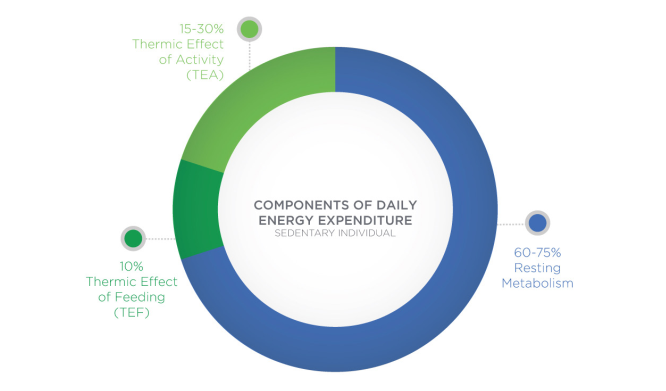 15-30%
Thermic Effect
of Activity
(TEA)
COMPONENTS OF DAILY
ENERGY EXPENDITURE
SEDENTARY INDIVIDUAL
60-75%
Resting
Metabolism
10%
Thermic Effect
of Feeding
(TEF)